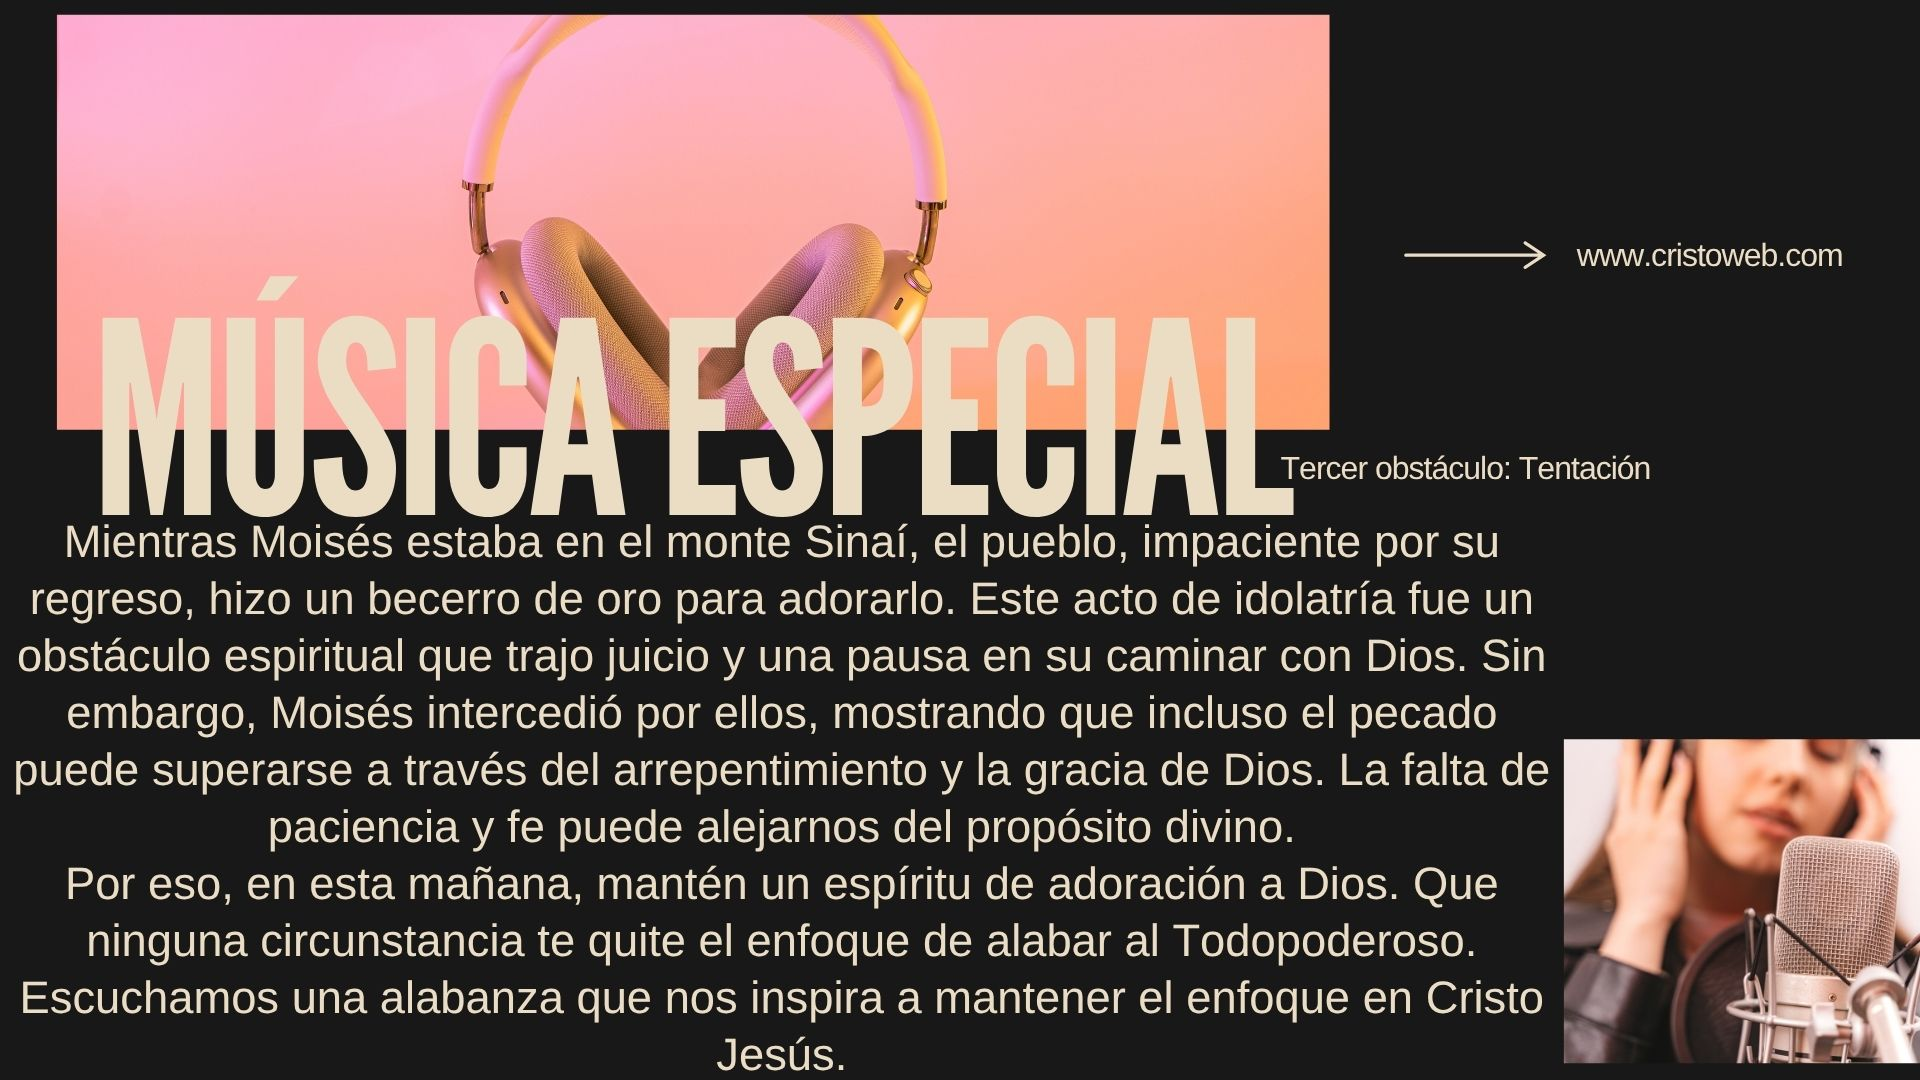 www.cristoweb.com
MÚSICA ESPECIAL
Tercer obstáculo: Tentación
Mientras Moisés estaba en el monte Sinaí, el pueblo, impaciente por su
regreso, hizo un becerro de oro para adorarlo. Este acto de idolatría fue un
obstáculo espiritual que trajo juicio y una pausa en su caminar con Dios. Sin
embargo, Moisés intercedió por ellos, mostrando que incluso el pecado
puede superarse a través del arrepentimiento y la gracia de Dios. La falta de
paciencia y fe puede alejarnos del propósito divino.
Por eso, en esta mañana, mantén un espíritu de adoración a Dios. Que
ninguna circunstancia te quite el enfoque de alabar al Todopoderoso.
Escuchamos una alabanza que nos inspira a mantener el enfoque en Cristo
Jesús.